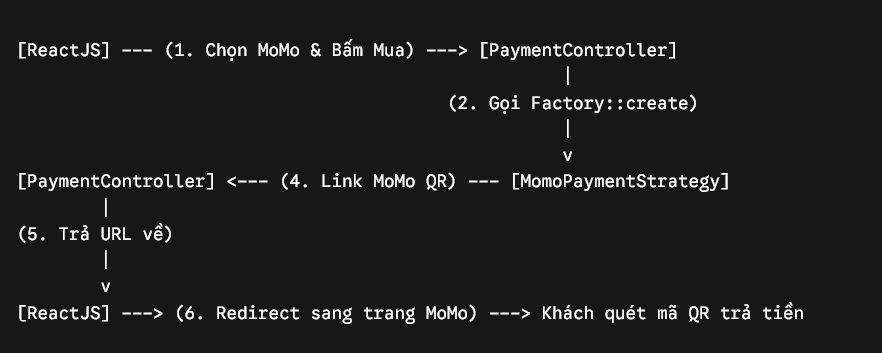 [ReactJS] --- (1. Chọn MoMo & Bấm Mua) ---> [PaymentController]
|
(2. Gọi Factory::create)
|
v
[PaymentController] <--- (4. Link MoMo QR) --- [MomoPaymentStrategy]
|
(5. Trả URL về)
|
v
[ReactJS] ---> (6. Redirect sang trang MoMo) ---> Khách quét mã QR trả tiền